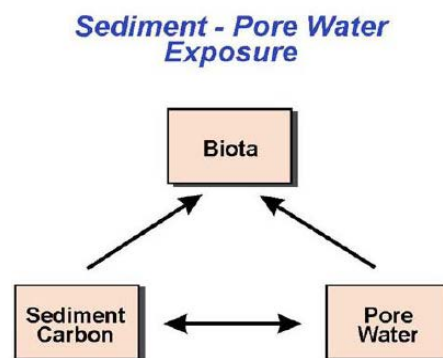 Sediment - Pore Water
Exposure
Biota
Sediment
Carbon
Pore
Water